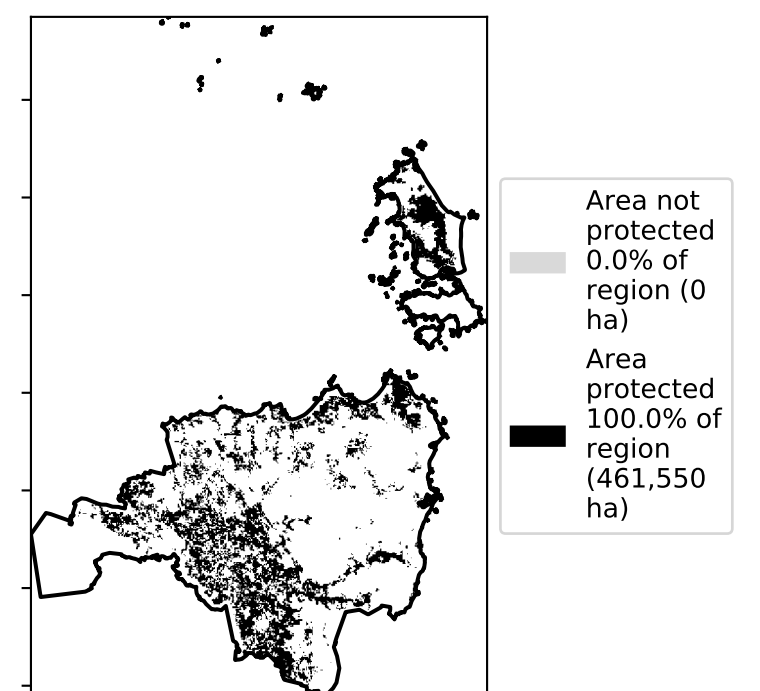 Area not
protected
0.0% of
region (0
ha)
Area
protected
100.0% of
region
(461,550
ha)